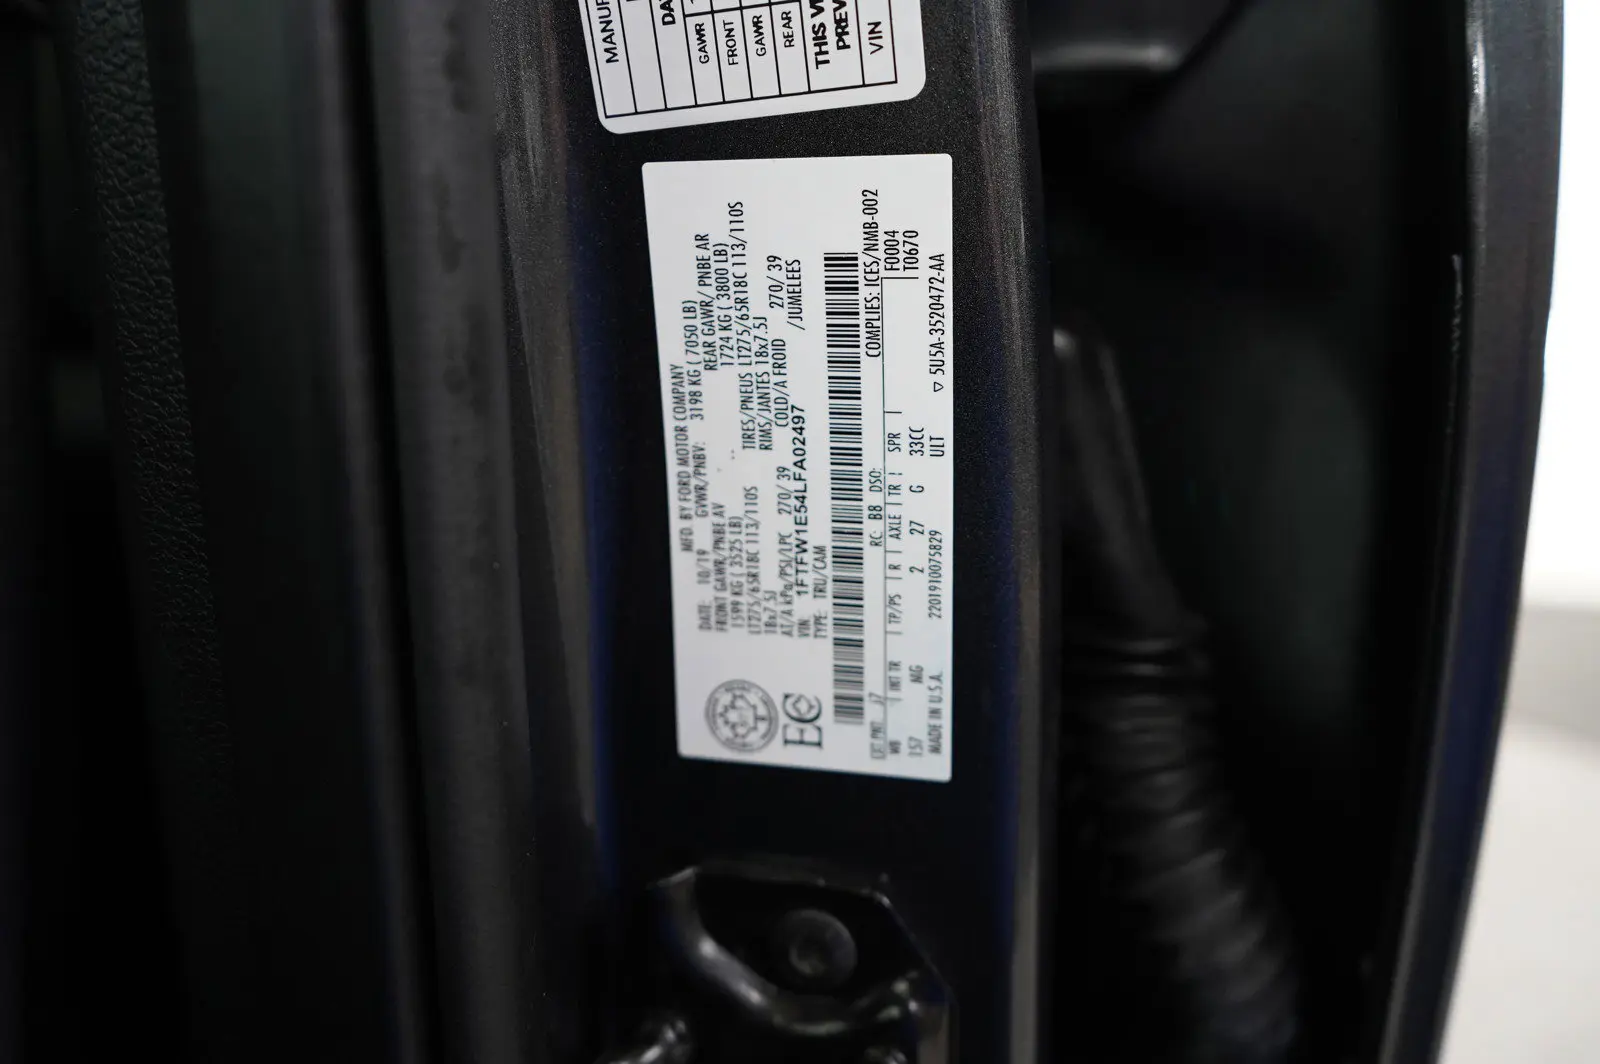 MANUF
DAT
GAWR
FRONT
GAWR
REAR
THIS VE
PREV
VIN
MFD. BY FORD MOTOR COMPANY
DATE: 10/19 GVWR/PNBV: 3198 KG ( 7050 LB)
FRONT GAWR/PNBE AV REAR GAWR/ PNBE AR
1599 KG ( 3525 LB) 1724 KG ( 3800 LB)
LT275/65R18C 113/110S TIRES/PNEUS LT275/65R18C 113/110S
18x7.5J RIMS/JANTES 18x7.5J
AT/A kPa/PSI/LPC 270/ 39 COLD/A FROID 270/ 39
VIN: 1FTFW1E54LFA02497 /JUMELEES
TYPE: TRU/CAM
EC
COMPLIES: ICES/NMB-002
EXT PNT: RC: B8 DSO: F0004
WB INT TR TP/PS R AXLE TR SPR T0670
157 MG 2 27 G 33CC
UIT
MADE IN U.S.A. 2201910075829 ▽ 5U5A-3520472-AA